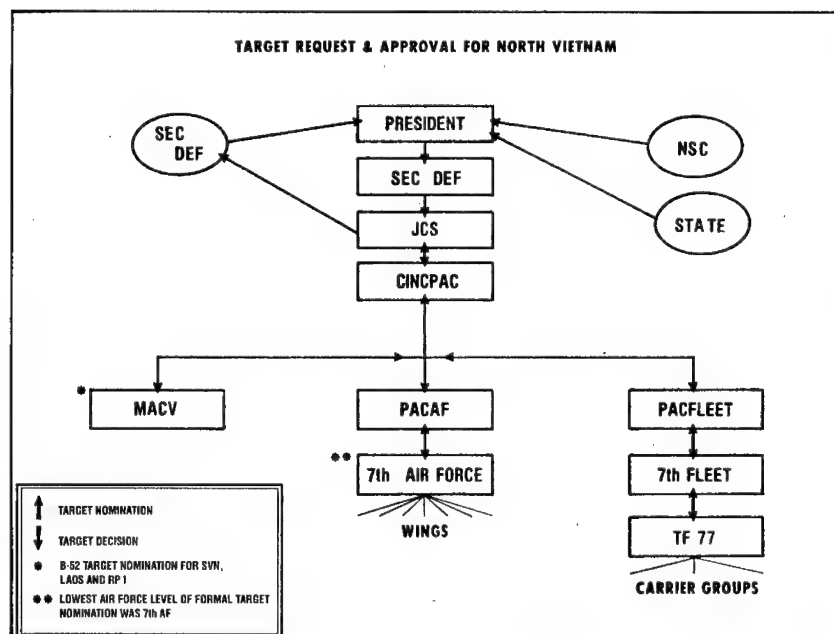 TARGET REQUEST & APPROVAL FOR NORTH VIETNAM
PRESIDENT
SEC
DEF
NSC
SEC DEF
STATE
JCS
CINCPAC
*
MACV
PACAF
PACFLEET
**
7th AIR FORCE
7th FLEET
WINGS
TF 77
CARRIER GROUPS
TARGET NOMINATION
TARGET DECISION
* B-52 TARGET NOMINATION FOR SVN,
LAOS AND RP 1
** LOWEST AIR FORCE LEVEL OF FORMAL TARGET
NOMINATION WAS 7th AF